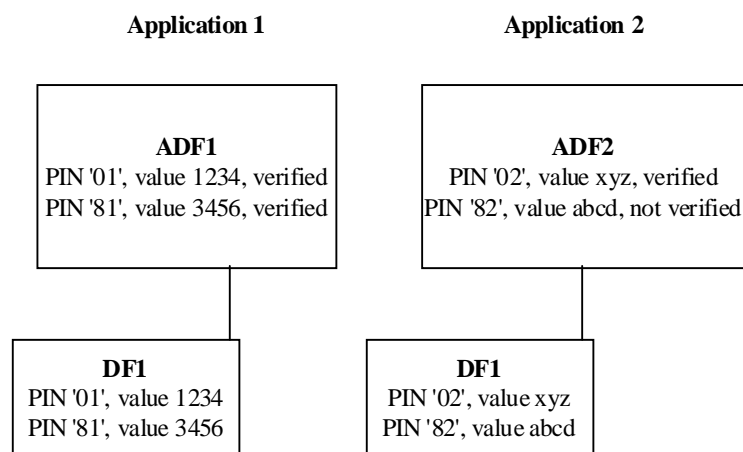 Application 1
Application 2
ADF1
PIN '01', value 1234, verified
PIN '81', value 3456, verified
ADF2
PIN '02', value xyz, verified
PIN '82', value abcd, not verified
DF1
PIN '01', value 1234
PIN '81', value 3456
DF1
PIN '02', value xyz
PIN '82', value abcd